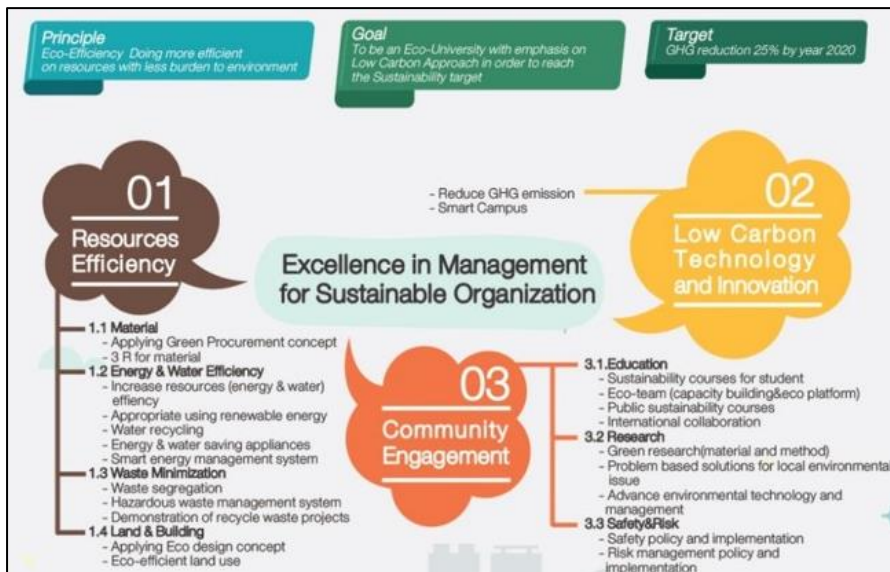 Principle
Eco-Efficiency Doing more efficient
on resources with less burden to environment
Goal
To be an Eco-University with emphasis on
Low Carbon Approach in order to reach
the Sustainability target
Target
GHG reduction 25% by year 2020
01
Resources
Efficiency
- Reduce GHG emission
- Smart Campus
02
Low Carbon
Technology
and Innovation
Excellence in Management
for Sustainable Organization
1.1 Material
- Applying Green Procurement concept
- 3 R for material
1.2 Energy & Water Efficiency
- Increase resources (energy & water)
effiency
- Appropriate using renewable energy
- Water recycling
- Energy & water saving appliances
- Smart energy management system
1.3 Waste Minimization
- Waste segregation
- Hazardous waste management system
- Demonstration of recycle waste projects
1.4 Land & Building
- Applying Eco design concept
- Eco-efficient land use
03
Community
Engagement
3.1.Education
- Sustainability courses for student
- Eco-team (capacity building&eco platform)
- Public sustainability courses
- International collaboration
3.2 Research
- Green research(material and method)
- Problem based solutions for local environmental
issue
- Advance environmental technology and
management
3.3 Safety&Risk
- Safety policy and implementation
- Risk management policy and
implementation